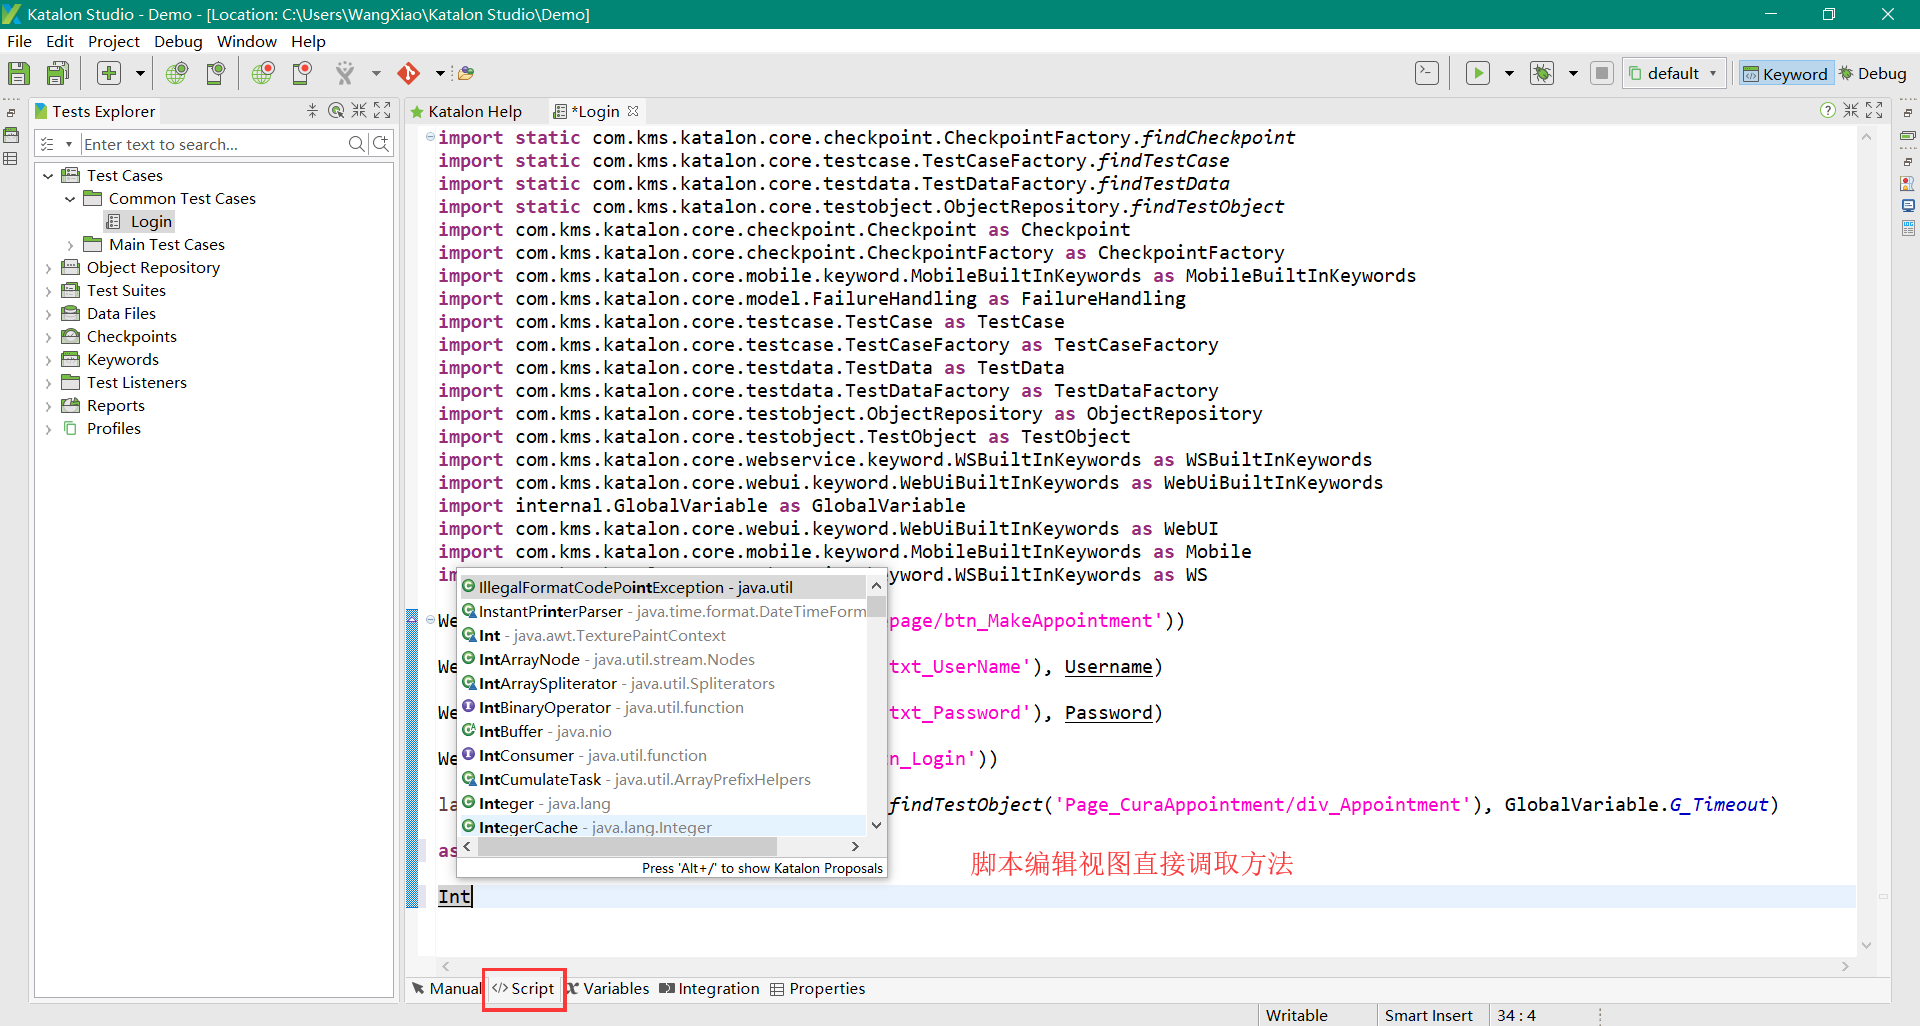 Katalon Studio - Demo - [Location: C:\Users\WangXiao\Katalon Studio\Demo]
File Edit Project Debug Window Help
default Keyword Debug
Tests Explorer
Katalon Help *Login
Enter text to search...
Test Cases
Common Test Cases
Login
Main Test Cases
Object Repository
Test Suites
Data Files
Checkpoints
Keywords
Test Listeners
Reports
Profiles
import static com.kms.katalon.core.checkpoint.CheckpointFactory.findCheckpoint
import static com.kms.katalon.core.testcase.TestCaseFactory.findTestCase
import static com.kms.katalon.core.testdata.TestDataFactory.findTestData
import static com.kms.katalon.core.testobject.ObjectRepository.findTestObject
import com.kms.katalon.core.checkpoint.Checkpoint as Checkpoint
import com.kms.katalon.core.checkpoint.CheckpointFactory as CheckpointFactory
import com.kms.katalon.core.mobile.keyword.MobileBuiltInKeywords as MobileBuiltInKeywords
import com.kms.katalon.core.model.FailureHandling as FailureHandling
import com.kms.katalon.core.testcase.TestCase as TestCase
import com.kms.katalon.core.testcase.TestCaseFactory as TestCaseFactory
import com.kms.katalon.core.testdata.TestData as TestData
import com.kms.katalon.core.testdata.TestDataFactory as TestDataFactory
import com.kms.katalon.core.testobject.ObjectRepository as ObjectRepository
import com.kms.katalon.core.testobject.TestObject as TestObject
import com.kms.katalon.core.webservice.keyword.WSBuiltInKeywords as WSBuiltInKeywords
import com.kms.katalon.core.webui.keyword.WebUiBuiltInKeywords as WebUiBuiltInKeywords
import internal.GlobalVariable as GlobalVariable
import com.kms.katalon.core.webui.keyword.WebUiBuiltInKeywords as WebUI
import com.kms.katalon.core.mobile.keyword.MobileBuiltInKeywords as Mobile
yword.WSBuiltInKeywords as WS
We page/btn_MakeAppointment'))
We txt_UserName'), Username)
We txt_Password'), Password)
We n_Login'))
la findTestObject('Page_CuraAppointment/div_Appointment'), GlobalVariable.G_Timeout)
as
Int
IllegalFormatCodePointException - java.util
InstantPrinterParser - java.time.format.DateTimeForm
Int - java.awt.TexturePaintContext
IntArrayNode - java.util.stream.Nodes
IntArraySpliterator - java.util.Spliterators
IntBinaryOperator - java.util.function
IntBuffer - java.nio
IntConsumer - java.util.function
IntCumulateTask - java.util.ArrayPrefixHelpers
Integer - java.lang
IntegerCache - java.lang.Integer
Press 'Alt+/' to show Katalon Proposals
脚本编辑视图直接调取方法
Manual </> Script Variables Integration Properties
Writable Smart Insert 34 : 4